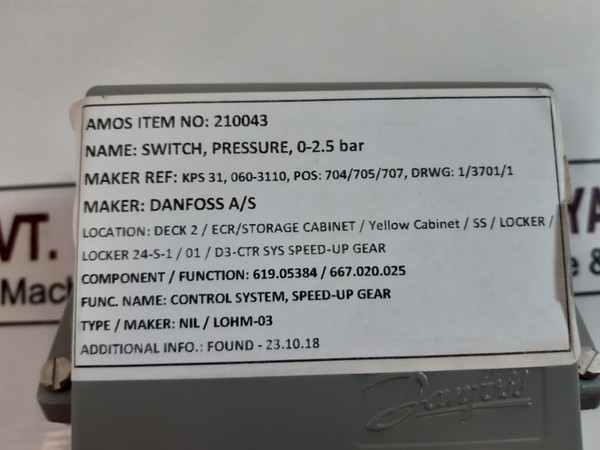 AMOS ITEM NO: 210043
NAME: SWITCH, PRESSURE, 0-2.5 bar
MAKER REF: KPS 31, 060-3110, POS: 704/705/707, DRWG: 1/3701/1
MAKER: DANFOSS A/S
LOCATION: DECK 2 / ECR/STORAGE CABINET / Yellow Cabinet / SS / LOCKER /
LOCKER 24-S-1 / 01 / D3-CTR SYS SPEED-UP GEAR
COMPONENT / FUNCTION: 619.05384 / 667.020.025
FUNC. NAME: CONTROL SYSTEM, SPEED-UP GEAR
TYPE / MAKER: NIL / LOHM-03
ADDITIONAL INFO.: FOUND - 23.10.18
Danfoss
VT.
YA
Mach
&